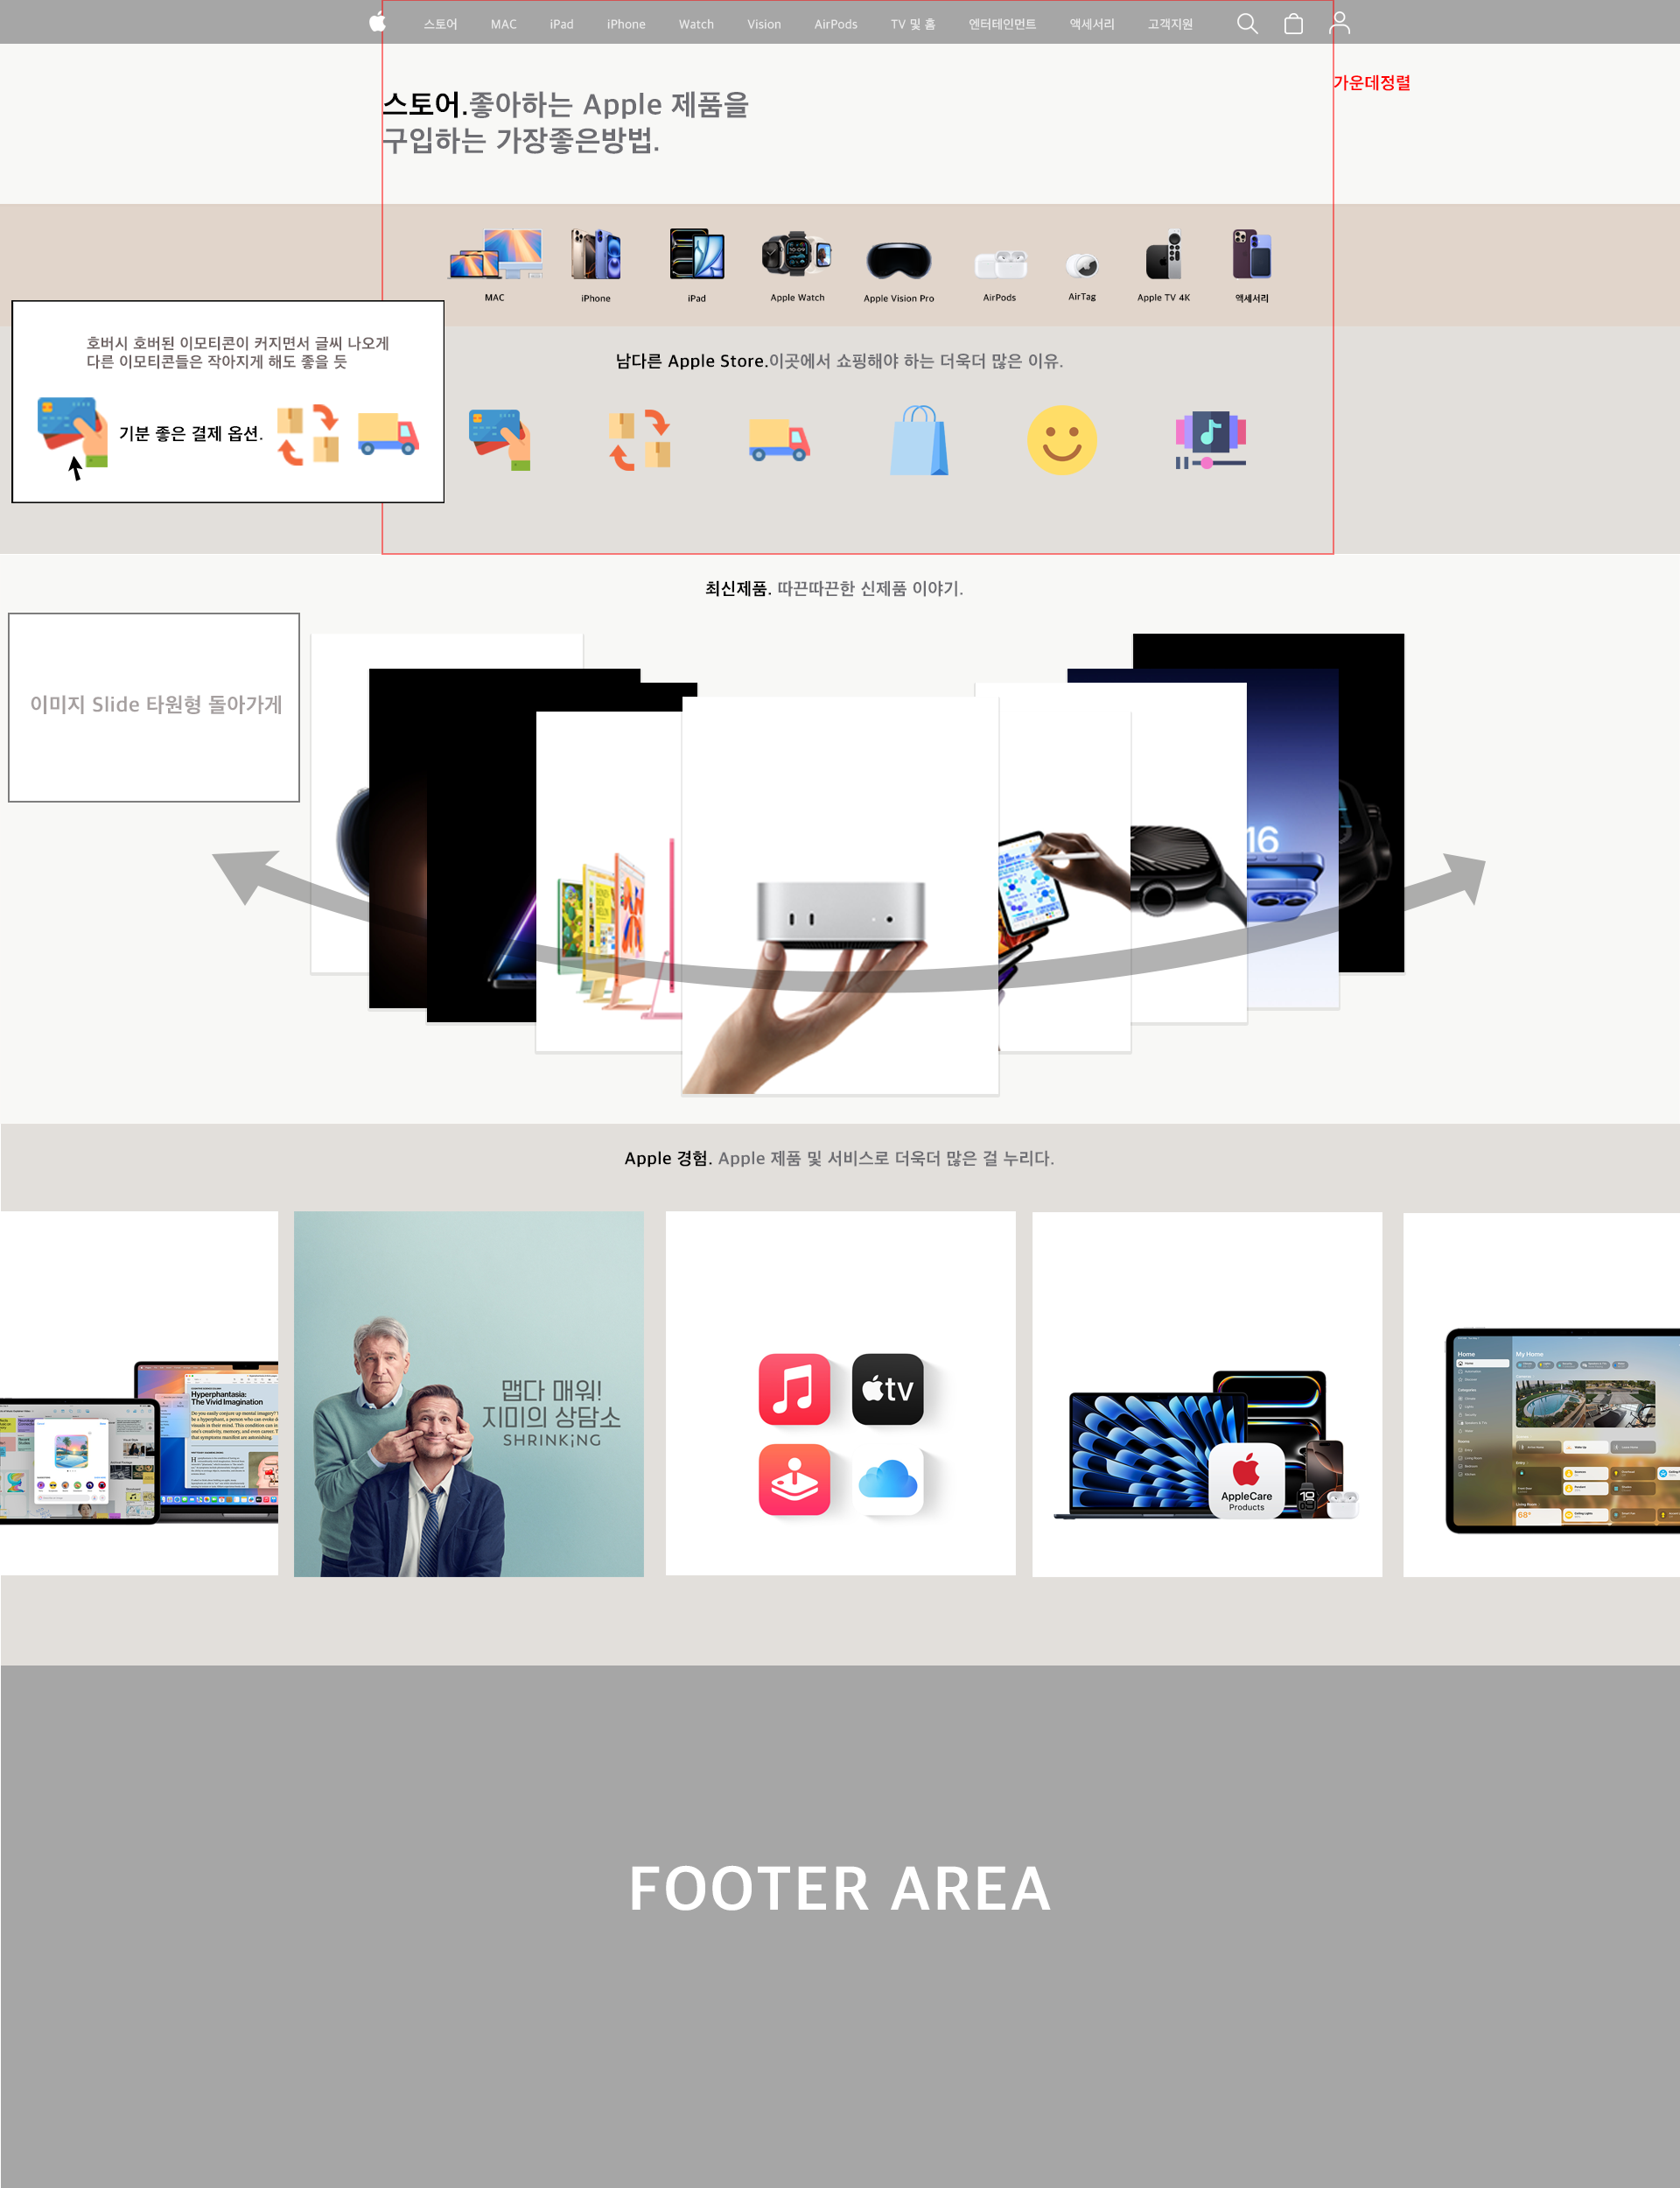 스토어 MAC iPad iPhone Watch Vision AirPods TV 및 홈 엔터테인먼트 액세서리 고객지원
가운데정렬
스토어.좋아하는 Apple 제품을
구입하는 가장좋은방법.
MAC iPhone iPad Apple Watch Apple Vision Pro AirPods AirTag Apple TV 4K 액세서리
호버시 호버된 이모티콘이 커지면서 글씨 나오게
다른 이모티콘들은 작아지게 해도 좋을 듯
기분 좋은 결제 옵션.
남다른 Apple Store.이곳에서 쇼핑해야 하는 더욱더 많은 이유.
최신제품. 따끈따끈한 신제품 이야기.
이미지 Slide 타원형 돌아가게
16
Apple 경험. Apple 제품 및 서비스로 더욱더 많은 걸 누리다.
Hyperphantasia:
The Vivid Imagination
맵다 매워!
지미의 상담소
SHRINK¡NG
tv
AppleCare
Products
Home
My Home
68°
FOOTER AREA